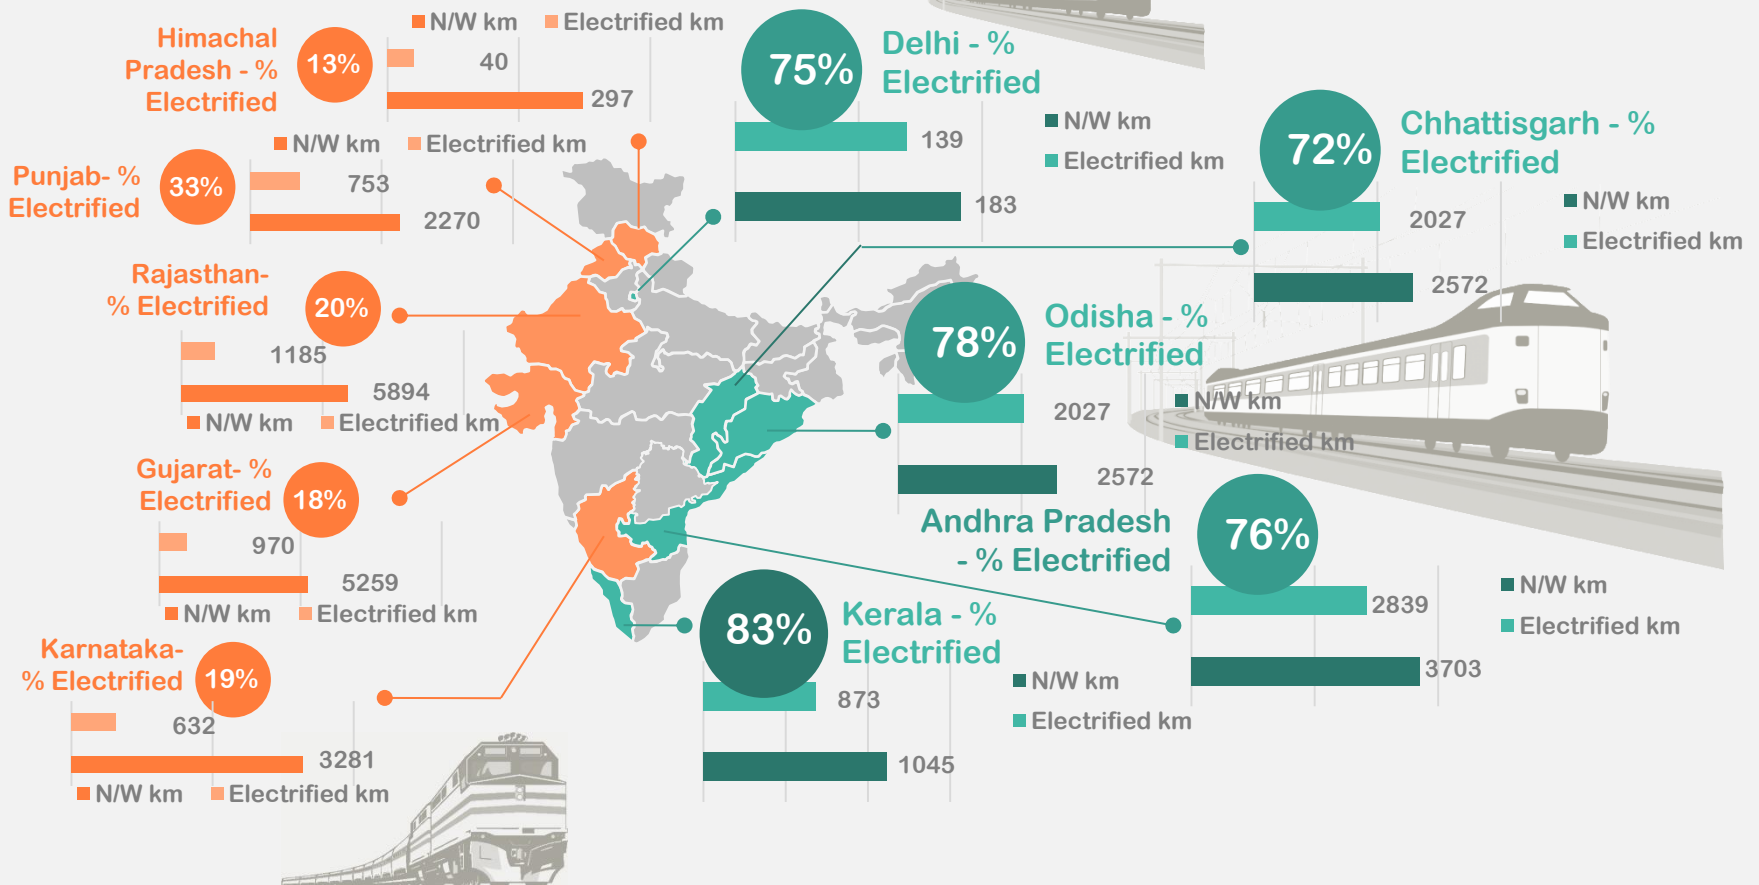 N/W km Electrified km
Himachal
Pradesh - %
Electrified
13%
40
297
N/W km Electrified km
Punjab- %
Electrified
33%
753
2270
Rajasthan-
% Electrified
20%
1185
5894
N/W km Electrified km
Gujarat- %
Electrified
18%
970
5259
N/W km Electrified km
Karnataka-
% Electrified
19%
632
3281
N/W km Electrified km
75%
Delhi - %
Electrified
139
183
N/W km
Electrified km
72%
Chhattisgarh - %
Electrified
2027
2572
N/W km
Electrified km
78%
Odisha - %
Electrified
2027
2572
N/W km
Electrified km
Andhra Pradesh
- % Electrified
76%
2839
3703
N/W km
Electrified km
83%
Kerala - %
Electrified
873
1045
N/W km
Electrified km